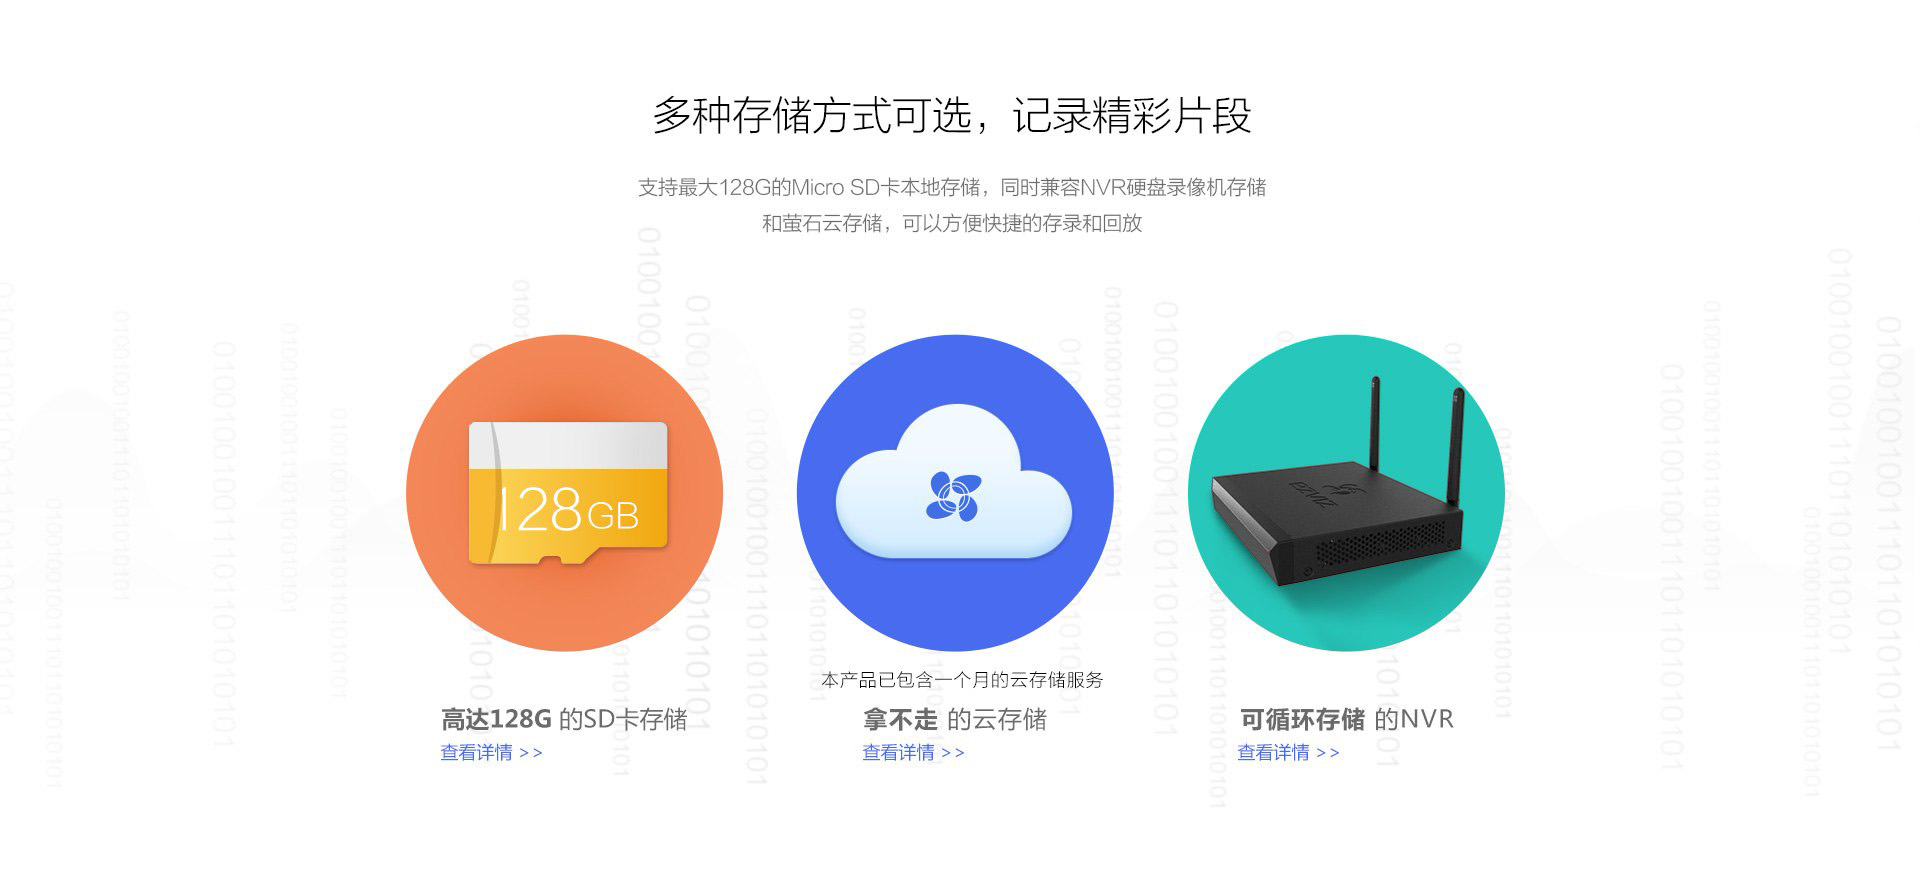 多种存储方式可选，记录精彩片段
支持最大128G的Micro SD卡本地存储，同时兼容NVR硬盘录像机存储
和萤石云存储，可以方便快捷的存录和回放
128GB
EZVIZ
本产品已包含一个月的云存储服务
高达128G 的SD卡存储
拿不走 的云存储
可循环存储 的NVR
查看详情 >>
查看详情 >>
查看详情 >>